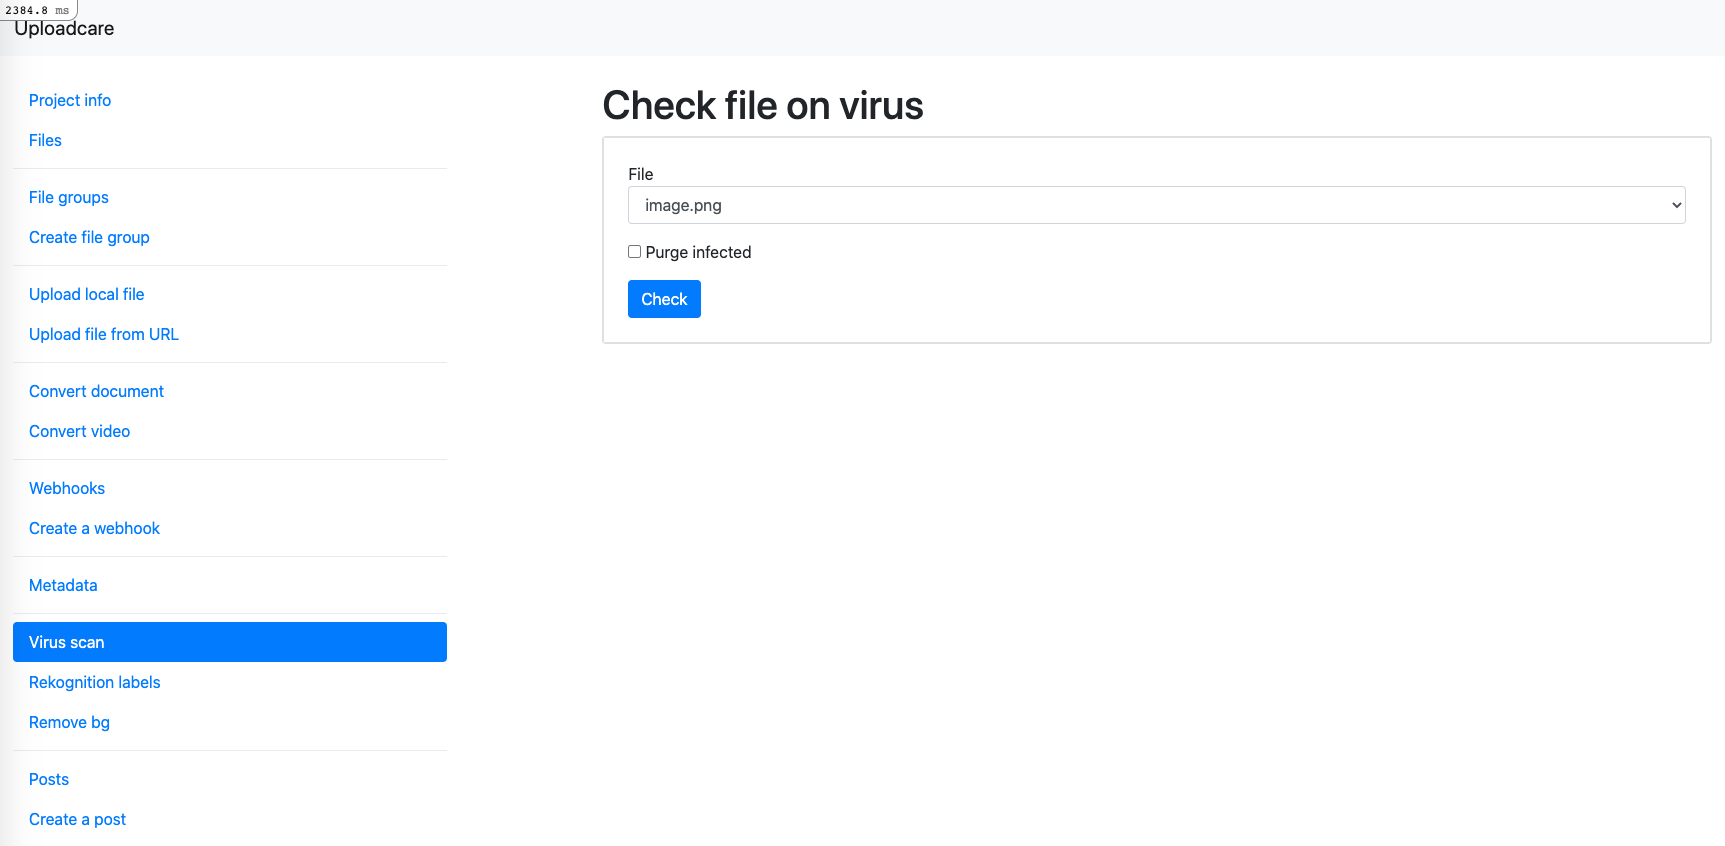 2384.8 ms
Uploadcare
Project info
Files
File groups
Create file group
Upload local file
Upload file from URL
Convert document
Convert video
Webhooks
Create a webhook
Metadata
Virus scan
Rekognition labels
Remove bg
Posts
Create a post
Check file on virus
File
image.png
Purge infected
Check